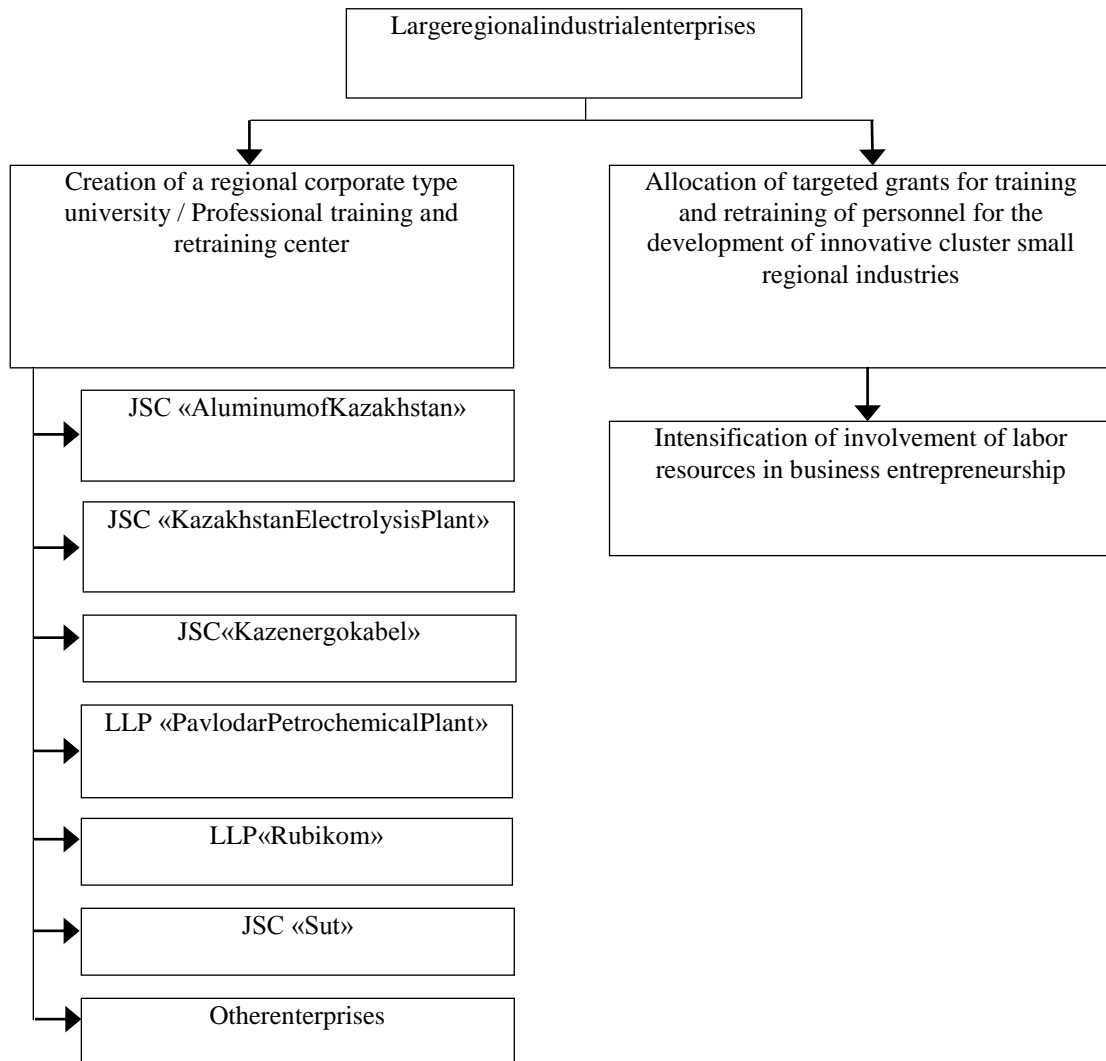 Largeregionalindustrialenterprises
Creation of a regional corporate type
university / Professional training and
retraining center
Allocation of targeted grants for training
and retraining of personnel for the
development of innovative cluster small
regional industries
JSC «AluminumofKazakhstan»
JSC «KazakhstanElectrolysisPlant»
JSC«Kazenergokabel»
LLP «PavlodarPetrochemicalPlant»
LLP«Rubikom»
JSC «Sut»
Otherenterprises
Intensification of involvement of labor
resources in business entrepreneurship